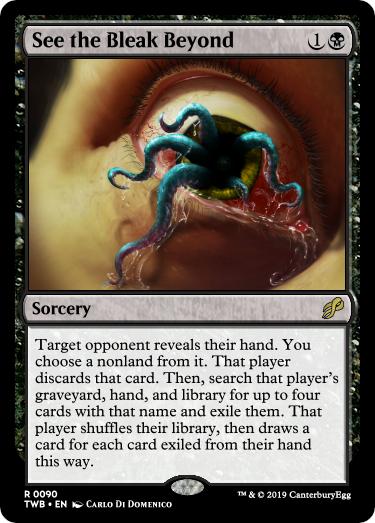 See the Bleak Beyond 1
Sorcery
Target opponent reveals their hand. You
choose a nonland from it. That player
discards that card. Then, search that player's
graveyard, hand, and library for up to four
cards with that name and exile them. That
player shuffles their library, then draws a
card for each card exiled from their hand
this way.
R 0090
TWB • EN Carlo Di Domenico
™ & © 2019 CanterburyEgg